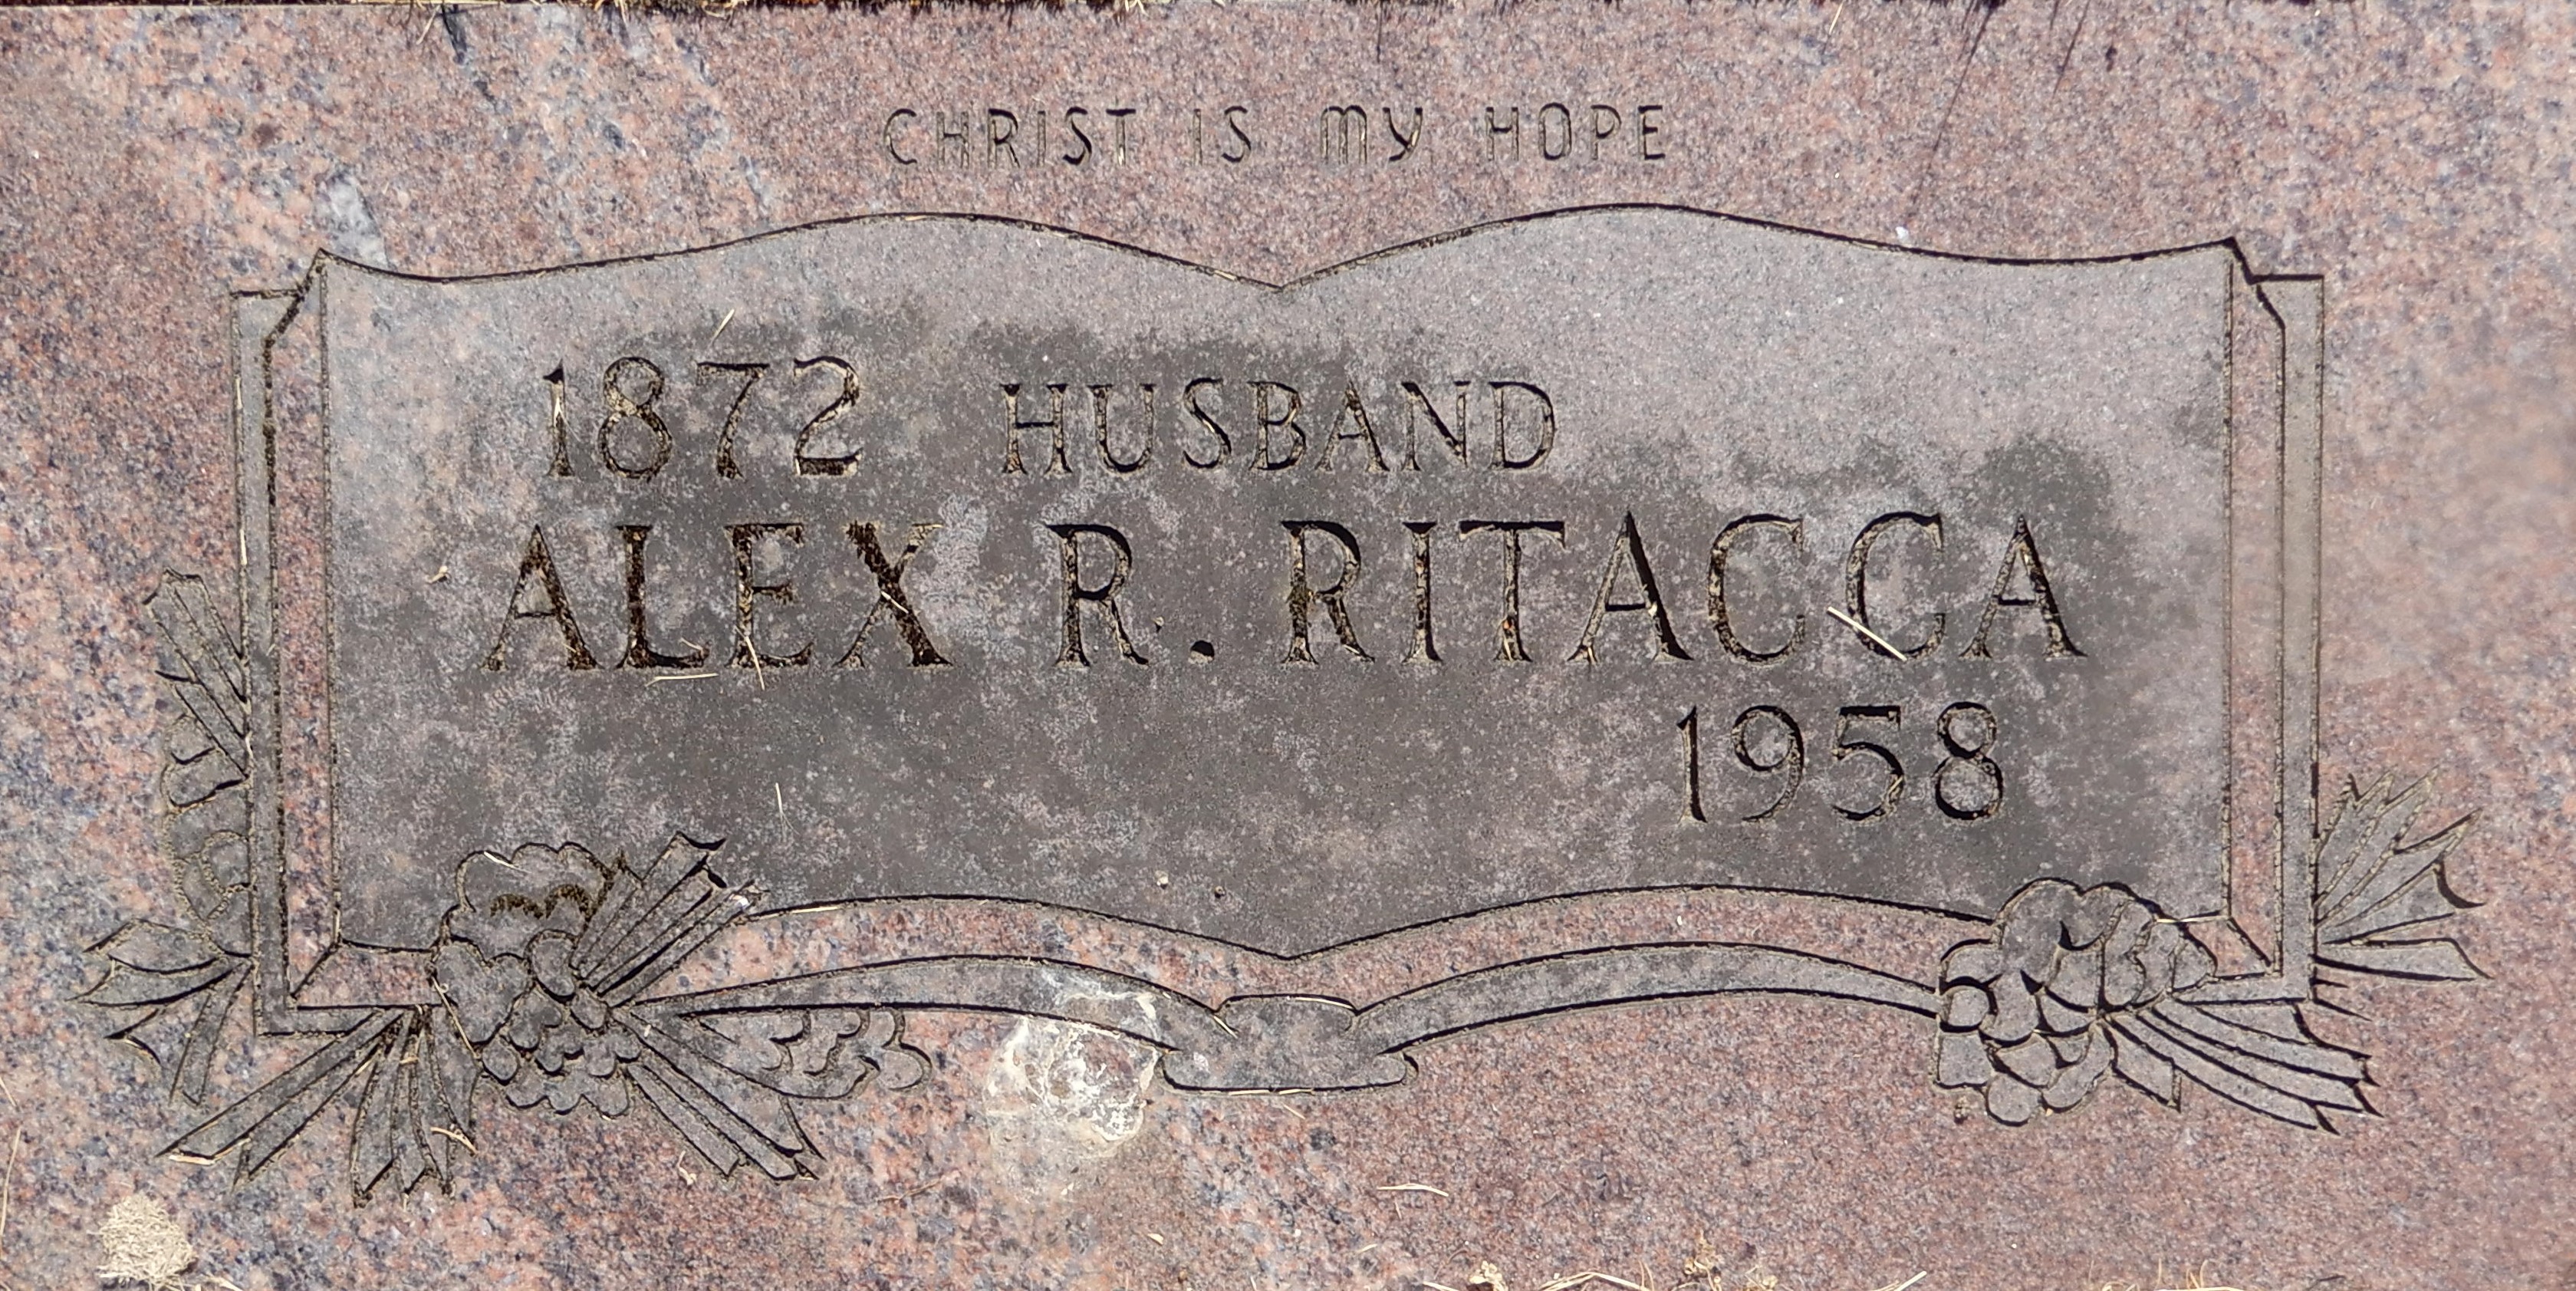 CHRIST IS MY HOPE
1872 HUSBAND
ALEX R. RITACCA
1958